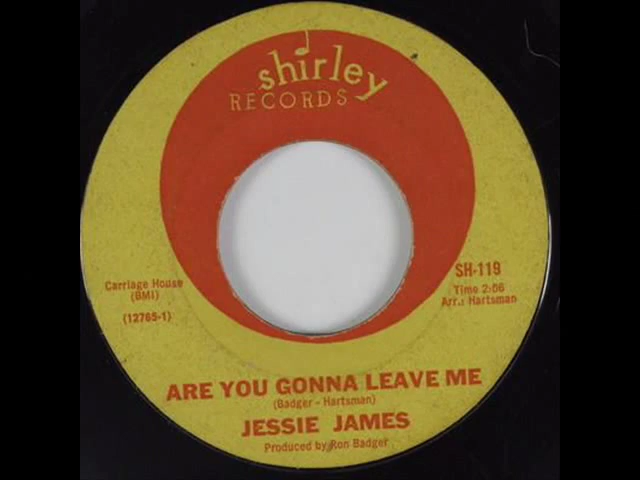 shirley
RECORDS
SH-119
Time 2:06
Arr.: Hartsman
Carriage House
(BMI)
(12765-1)
ARE YOU GONNA LEAVE ME
(Badger - Hartsman)
JESSIE JAMES
Produced by Ron Badger